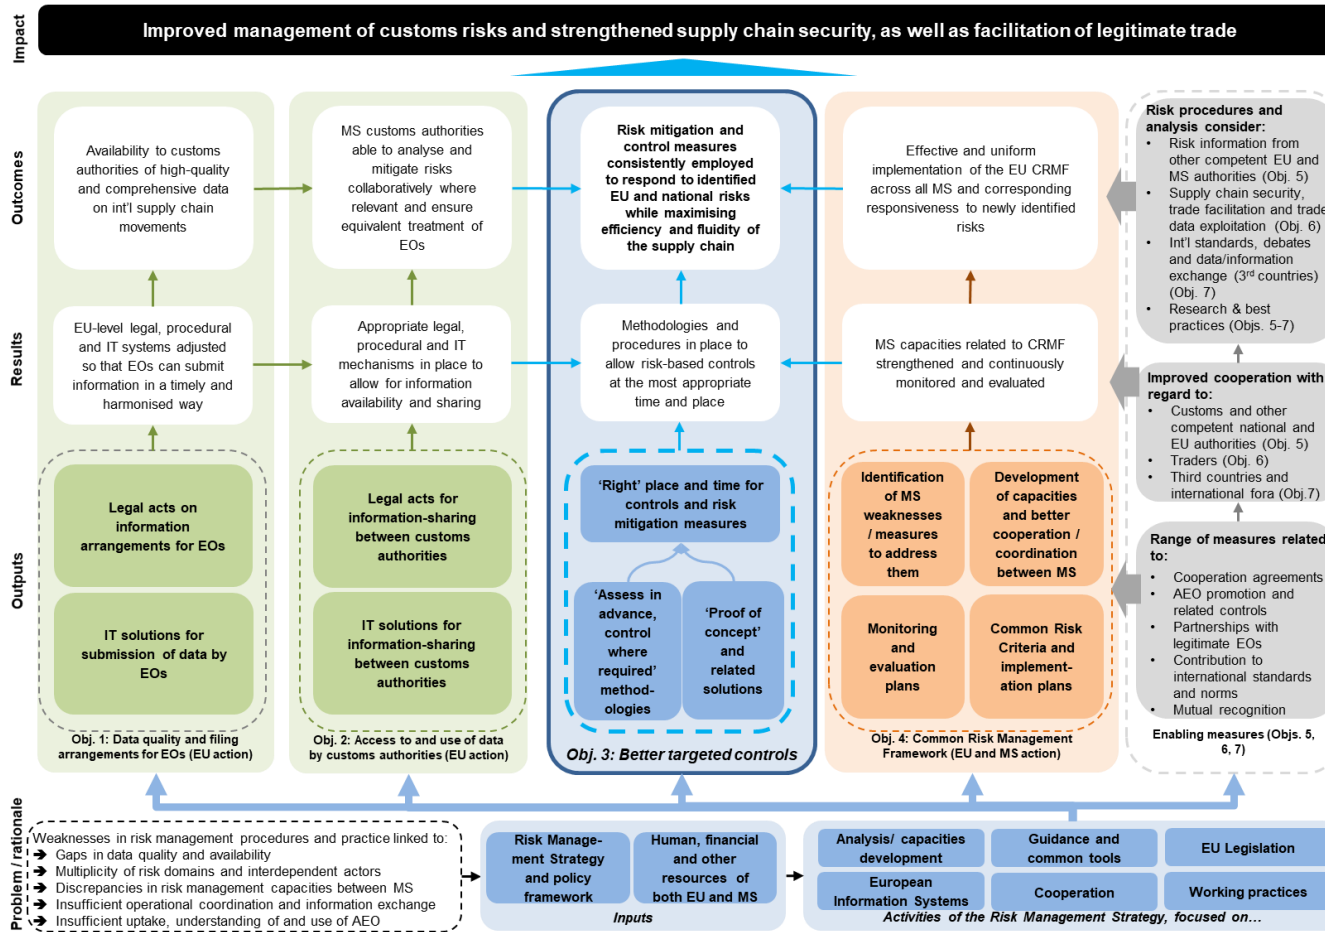 Impact
Improved management of customs risks and strengthened supply chain security, as well as facilitation of legitimate trade
Outcomes
Availability to customs
authorities of high-quality
and comprehensive data
on int'l supply chain
movements
MS customs authorities
able to analyse and
mitigate risks
collaboratively where
relevant and ensure
equivalent treatment of
EOs
Risk mitigation and
control measures
consistently employed
to respond to identified
EU and national risks
while maximising
efficiency and fluidity of
the supply chain
Effective and uniform
implementation of the EU CRMF
across all MS and corresponding
responsiveness to newly identified
risks
Risk procedures and
analysis consider:
• Risk information from
other competent EU and
MS authorities (Obj. 5)
• Supply chain security,
trade facilitation and trade
data exploitation (Obj. 6)
• Int'l standards, debates
and data/information
exchange (3rd countries)
(Obj. 7)
• Research & best
practices (Objs. 5-7)
Results
EU-level legal, procedural
and IT systems adjusted
so that EOs can submit
information in a timely and
harmonised way
Appropriate legal,
procedural and IT
mechanisms in place to
allow for information
availability and sharing
Methodologies and
procedures in place to
allow risk-based controls
at the most appropriate
time and place
MS capacities related to CRMF
strengthened and continuously
monitored and evaluated
Improved cooperation with
regard to:
• Customs and other
competent national and
EU authorities (Obj. 5)
• Traders (Obj. 6)
• Third countries and
international fora (Obj.7)
Outputs
Legal acts on
information
arrangements for EOs
IT solutions for
submission of data by
EOs
Legal acts for
information-sharing
between customs
authorities
IT solutions for
information-sharing
between customs
authorities
'Right' place and time for
controls and risk
mitigation measures
'Assess in
advance,
control
where
required'
method-
ologies
'Proof of
concept' and
related
solutions
Identification
of MS
weaknesses
/ measures
to address
them
Development
of capacities
and better
cooperation /
coordination
between MS
Monitoring
and
evaluation
plans
Common Risk
Criteria and
implement-
ation plans
Range of measures related
to:
• Cooperation agreements
• AEO promotion and
related controls
• Partnerships with
legitimate EOs
• Contribution to
international standards
and norms
• Mutual recognition
Obj. 1: Data quality and filing
arrangements for EOs (EU action)
Obj. 2: Access to and use of data
by customs authorities (EU action)
Obj. 3: Better targeted controls
Obj. 4: Common Risk Management
Framework (EU and MS action)
Enabling measures (Objs. 5,
6, 7)
Problem / rationale
Weaknesses in risk management procedures and practice linked to:
➔ Gaps in data quality and availability
➔ Multiplicity of risk domains and interdependent actors
➔ Discrepancies in risk management capacities between MS
➔ Insufficient operational coordination and information exchange
➔ Insufficient uptake, understanding of and use of AEO
Risk Manage-
ment Strategy
and policy
framework
Human, financial
and other
resources of
both EU and MS
Inputs
Analysis/ capacities
development
Guidance and
common tools
EU Legislation
European
Information Systems
Cooperation
Working practices
Activities of the Risk Management Strategy, focused on...